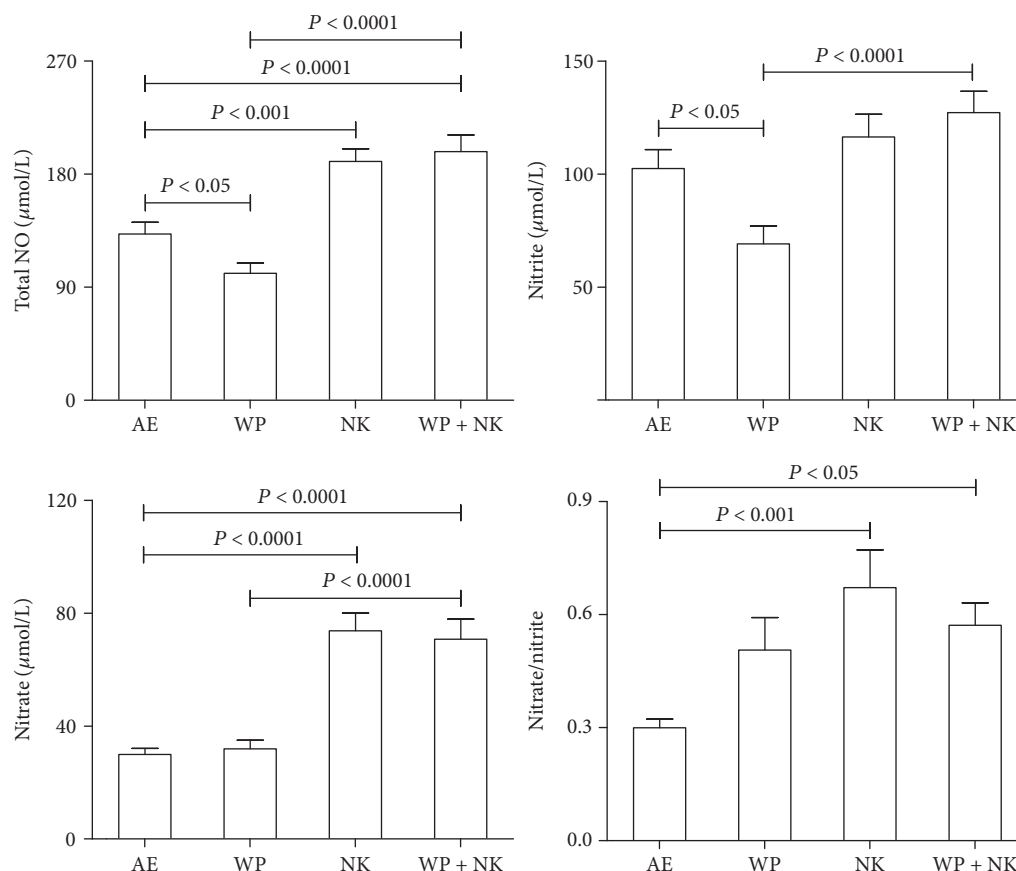 P < 0.0001
P < 0.0001
P < 0.001
P < 0.05
270
180
90
0
Total NO (μmol/L)
AE WP NK WP + NK
P < 0.0001
P < 0.05
150
100
50
Nitrite (μmol/L)
AE WP NK WP + NK
P < 0.0001
P < 0.0001
P < 0.0001
120
80
40
0
Nitrate (μmol/L)
AE WP NK WP + NK
P < 0.05
P < 0.001
0.9
0.6
0.3
0.0
Nitrate/nitrite
AE WP NK WP + NK